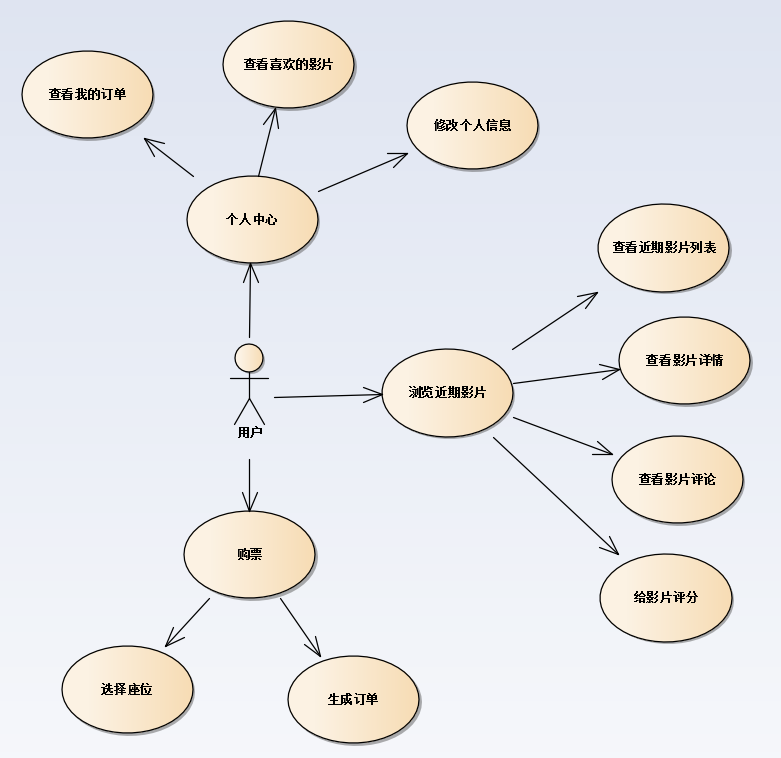 查看喜欢的影片
查看我的订单
修改个人信息
个人中心
查看近期影片列表
查看影片详情
浏览近期影片
用户
查看影片评论
购票
给影片评分
选择座位
生成订单